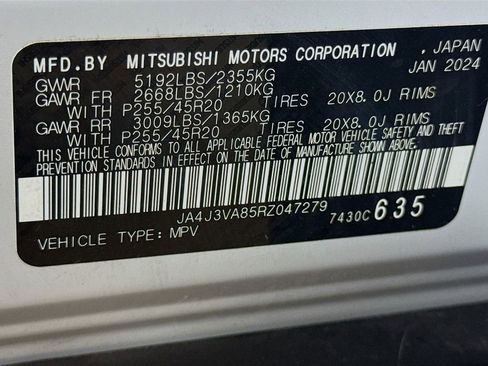 MFD.BY MITSUBISHI MOTORS CORPORATION , JAPAN
JAN 2024
GVWR 5192LBS/2355KG
GAWR FR 2668LBS/1210KG
WITH P255/45R20 TIRES 20X8.0J RIMS
GAWR RR 3009LBS/1365KG
WITH P255/45R20 TIRES 20X8.0J RIMS
THIS VEHICLE CONFORMS TO ALL APPLICABLE FEDERAL MOTOR VEHICLE SAFETY AND THEFT
PREVENTION STANDARDS IN EFFECT ON THE DATE OF MANUFACTURE SHOWN ABOVE.
JA4J3VA85RZ047279
VEHICLE TYPE:MPV 7430C 635